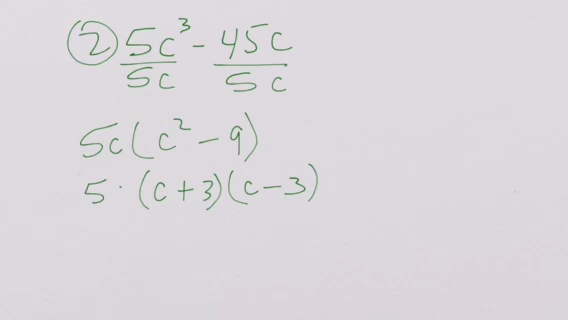 ② 5c³ - 45c
5c 5c
5c(c² - 9)
5 · (c + 3)(c - 3)